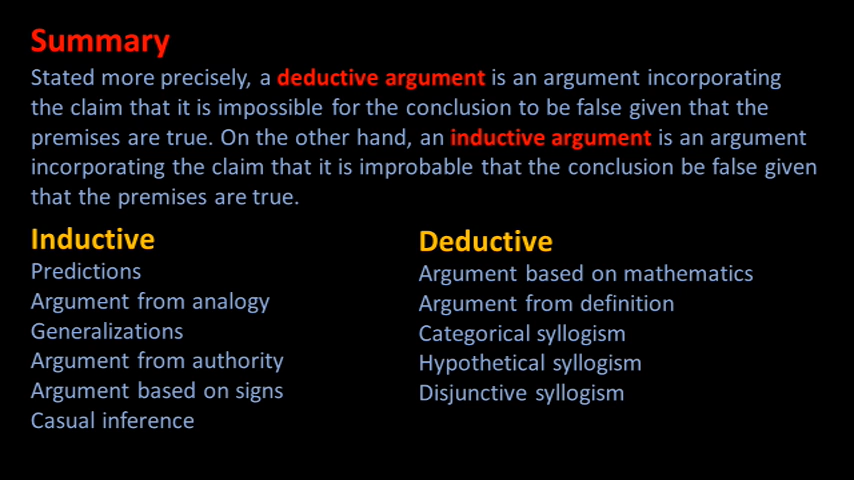 Summary
Stated more precisely, a deductive argument is an argument incorporating
the claim that it is impossible for the conclusion to be false given that the
premises are true. On the other hand, an inductive argument is an argument
incorporating the claim that it is improbable that the conclusion be false given
that the premises are true.
Inductive
Predictions
Argument from analogy
Generalizations
Argument from authority
Argument based on signs
Casual inference
Deductive
Argument based on mathematics
Argument from definition
Categorical syllogism
Hypothetical syllogism
Disjunctive syllogism